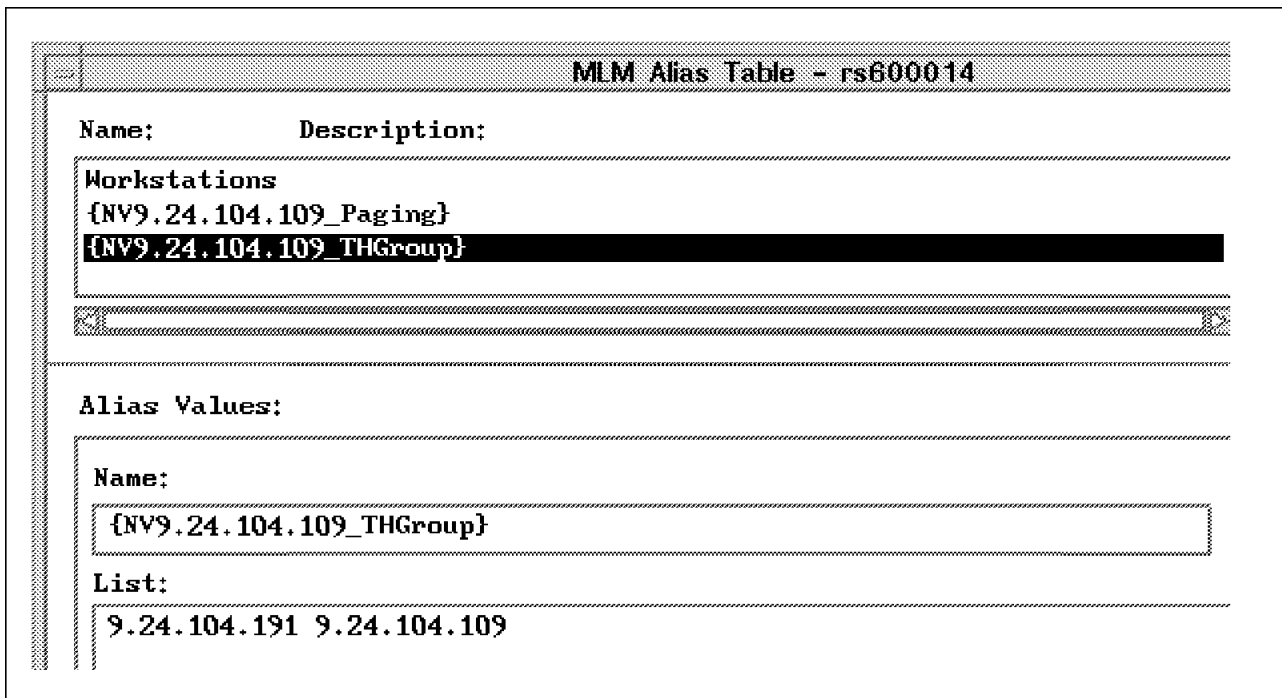 MLM Alias Table - rs600014
Name: Description:
Workstations
{NV9.24.104.109_Paging}
{NV9.24.104.109_THGroup}
Alias Values:
Name:
{NV9.24.104.109_THGroup}
List:
9.24.104.191 9.24.104.109